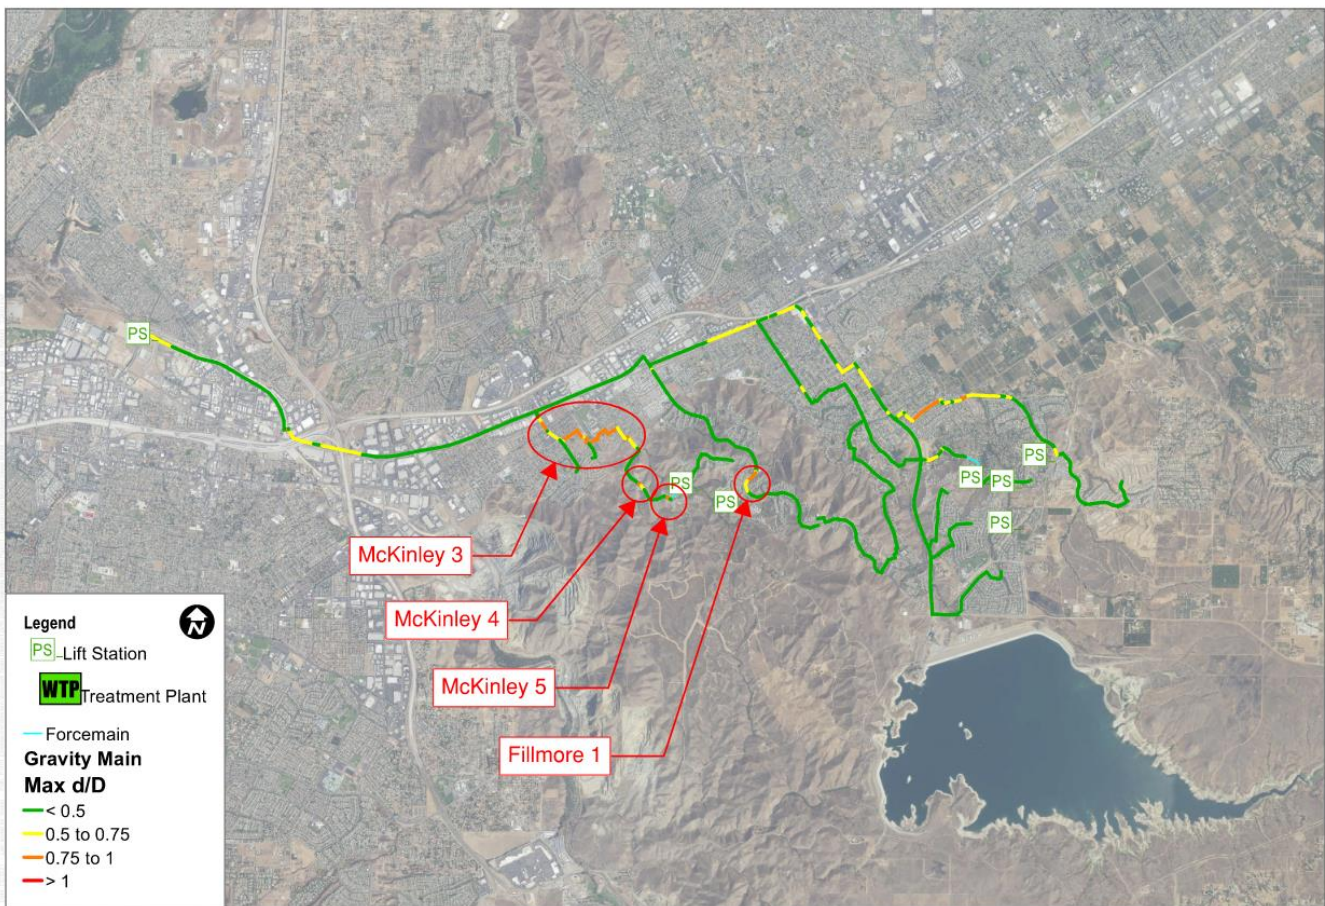 PS
PS
PS
PS
PS
PS
PS
McKinley 3
McKinley 4
McKinley 5
Fillmore 1
Legend
N
PS Lift Station
WTP Treatment Plant
Forcemain
Gravity Main
Max d/D
< 0.5
0.5 to 0.75
0.75 to 1
> 1